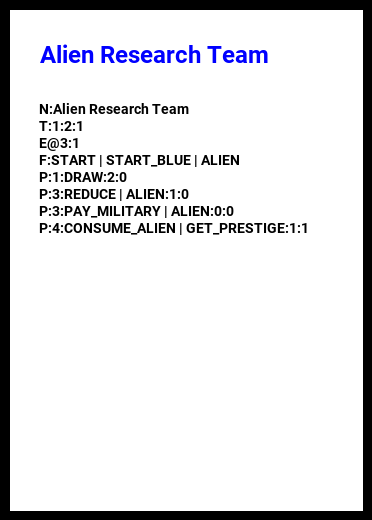 Alien Research Team
N:Alien Research Team
T:1:2:1
E@3:1
F:START | START_BLUE | ALIEN
P:1:DRAW:2:0
P:3:REDUCE | ALIEN:1:0
P:3:PAY_MILITARY | ALIEN:0:0
P:4:CONSUME_ALIEN | GET_PRESTIGE:1:1